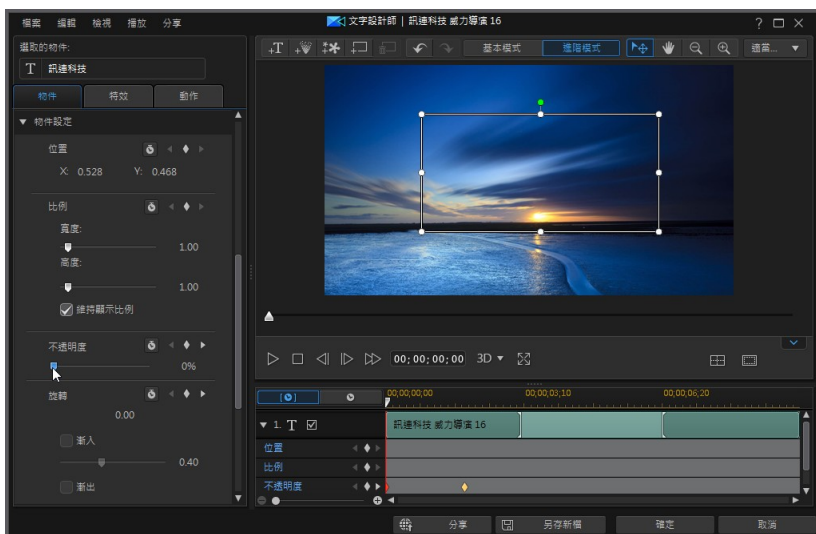 檔案 編輯 檢視 播放 分享
文字設計師 | 訊連科技 威力導演 16
選取的物件:
T 訊連科技
T 基本模式 進階模式 適當...
物件 特效 動作
物件設定
位置
X: 0.528 Y: 0.468
比例
寬度:
1.00
高度:
1.00
維持顯示比例
不透明度
0%
旋轉
0.00
漸入
0.40
漸出
00;00;00;00 3D
00;00;00;00 00;00;03;10 00;00;06;20
1. T 訊連科技 威力導演 16
位置
比例
不透明度
分享 另存新檔 確定 取消